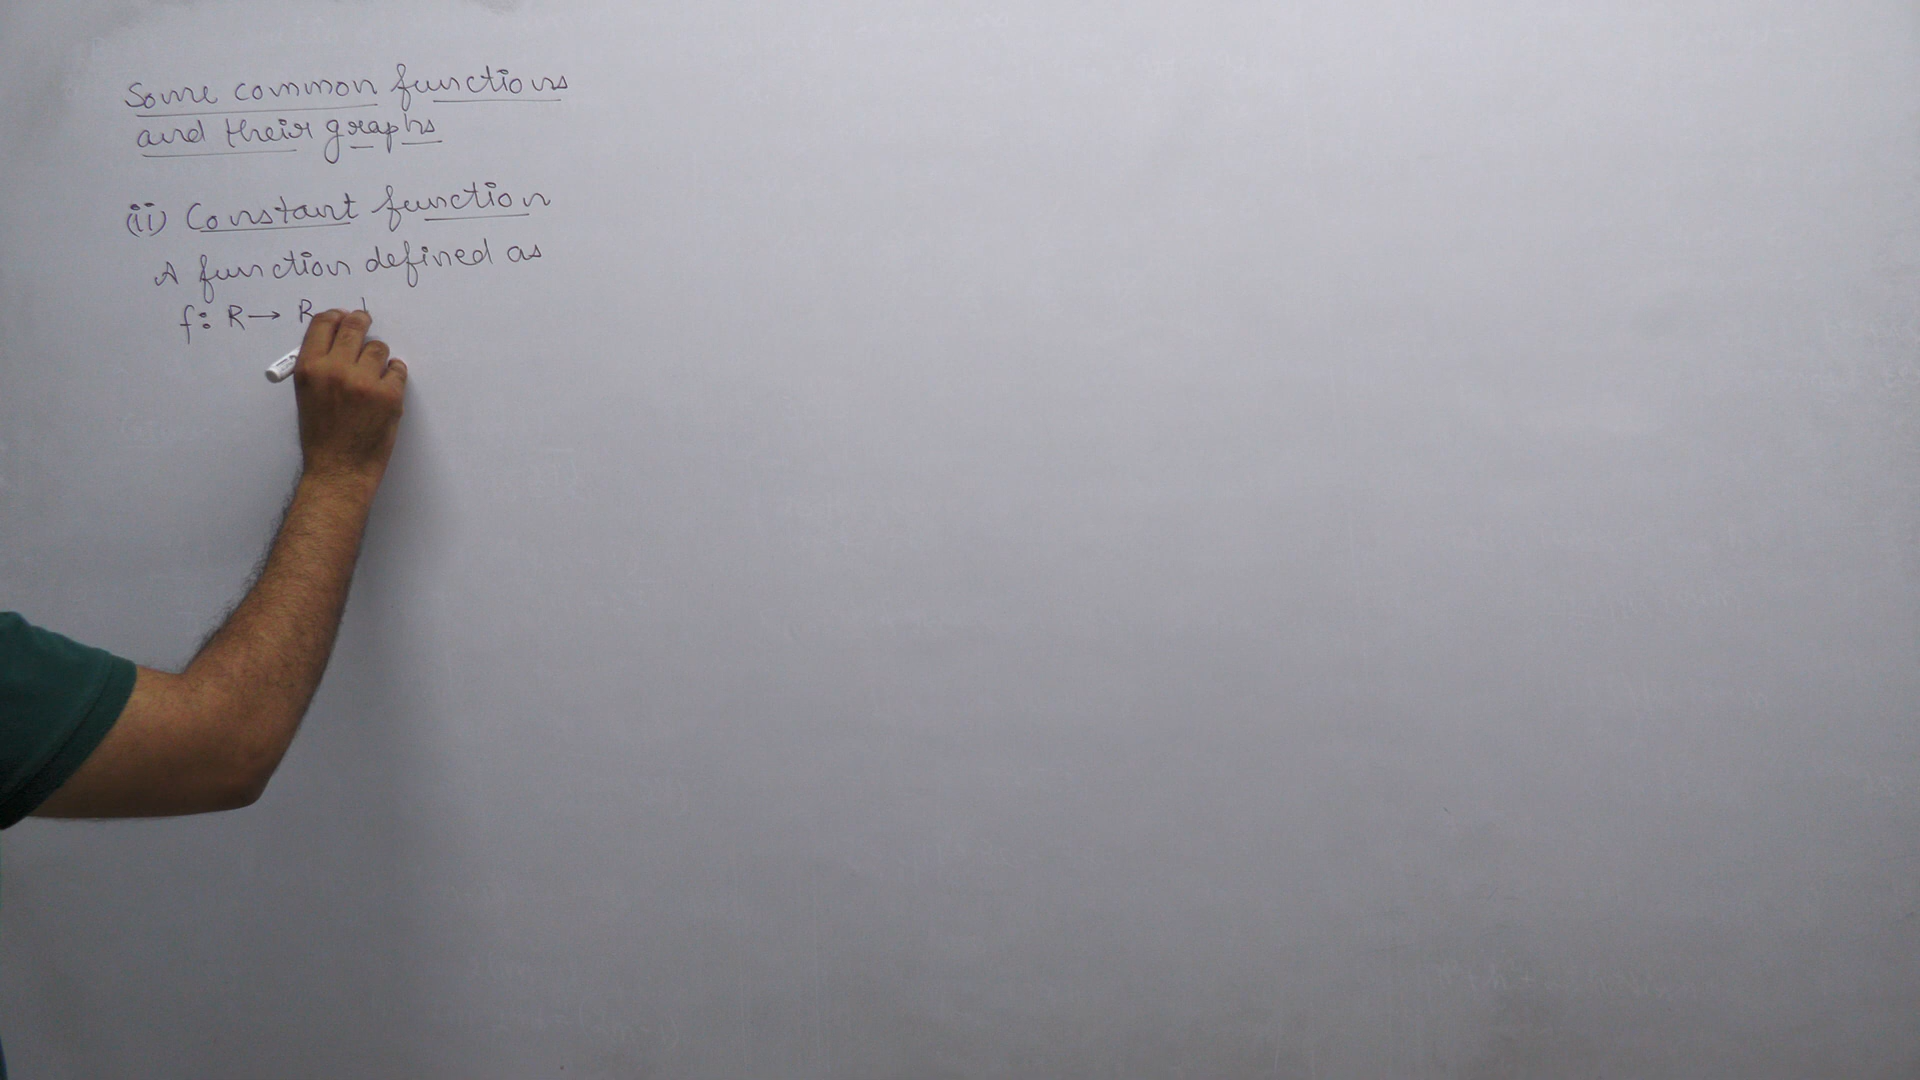 Some common functions
and their graphs
(ii) Constant function
A function defined as
f: R→ R